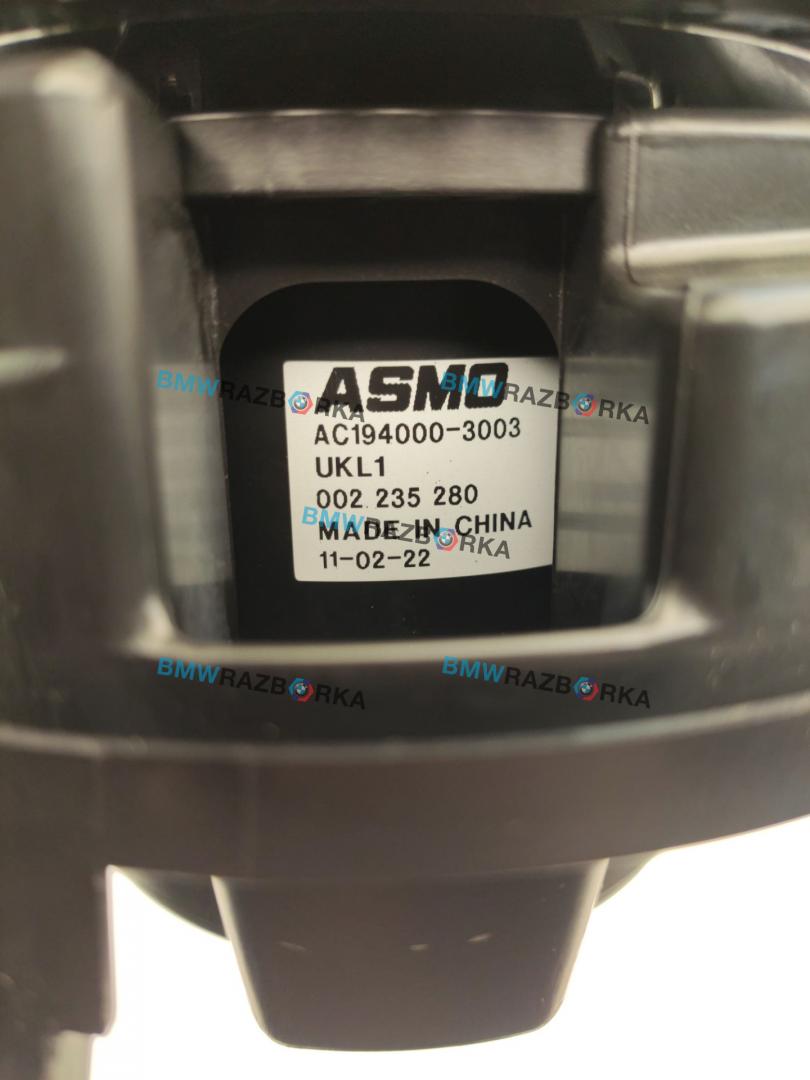 ASMO
AC194000-3003
UKL1
002 235 280
MADE IN CHINA
11-02-22
BMWRAZBORKA
BMWRAZBORKA
BMWRAZBORKA
BMWRAZBORKA
BMWRAZBORKA